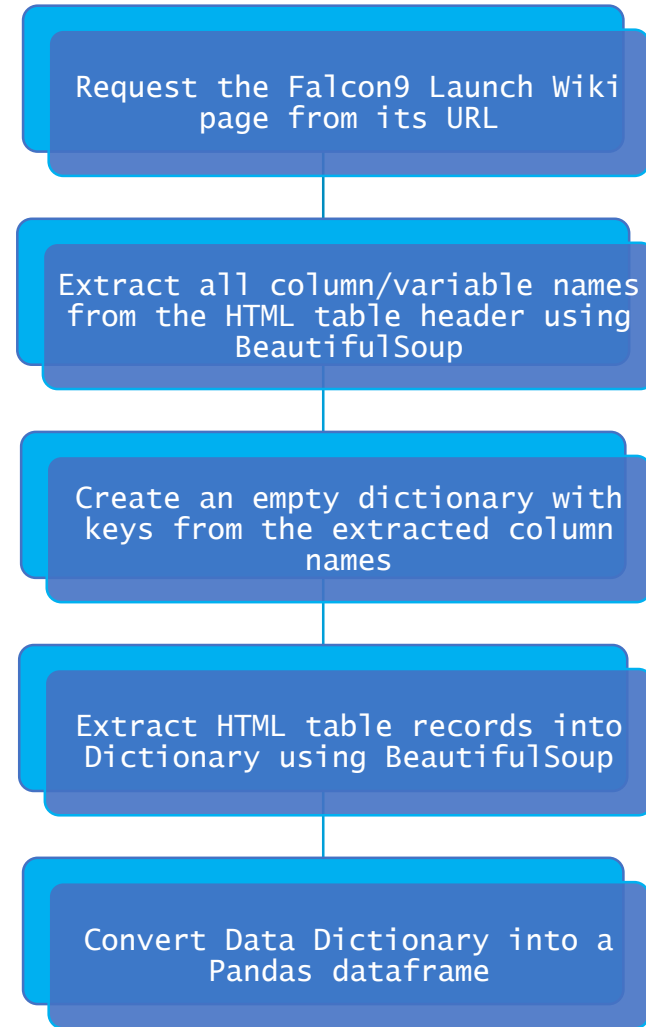 Request the Falcon9 Launch Wiki
page from its URL
Extract all column/variable names
from the HTML table header using
BeautifulSoup
Create an empty dictionary with
keys from the extracted column
names
Extract HTML table records into
Dictionary using BeautifulSoup
Convert Data Dictionary into a
Pandas dataframe